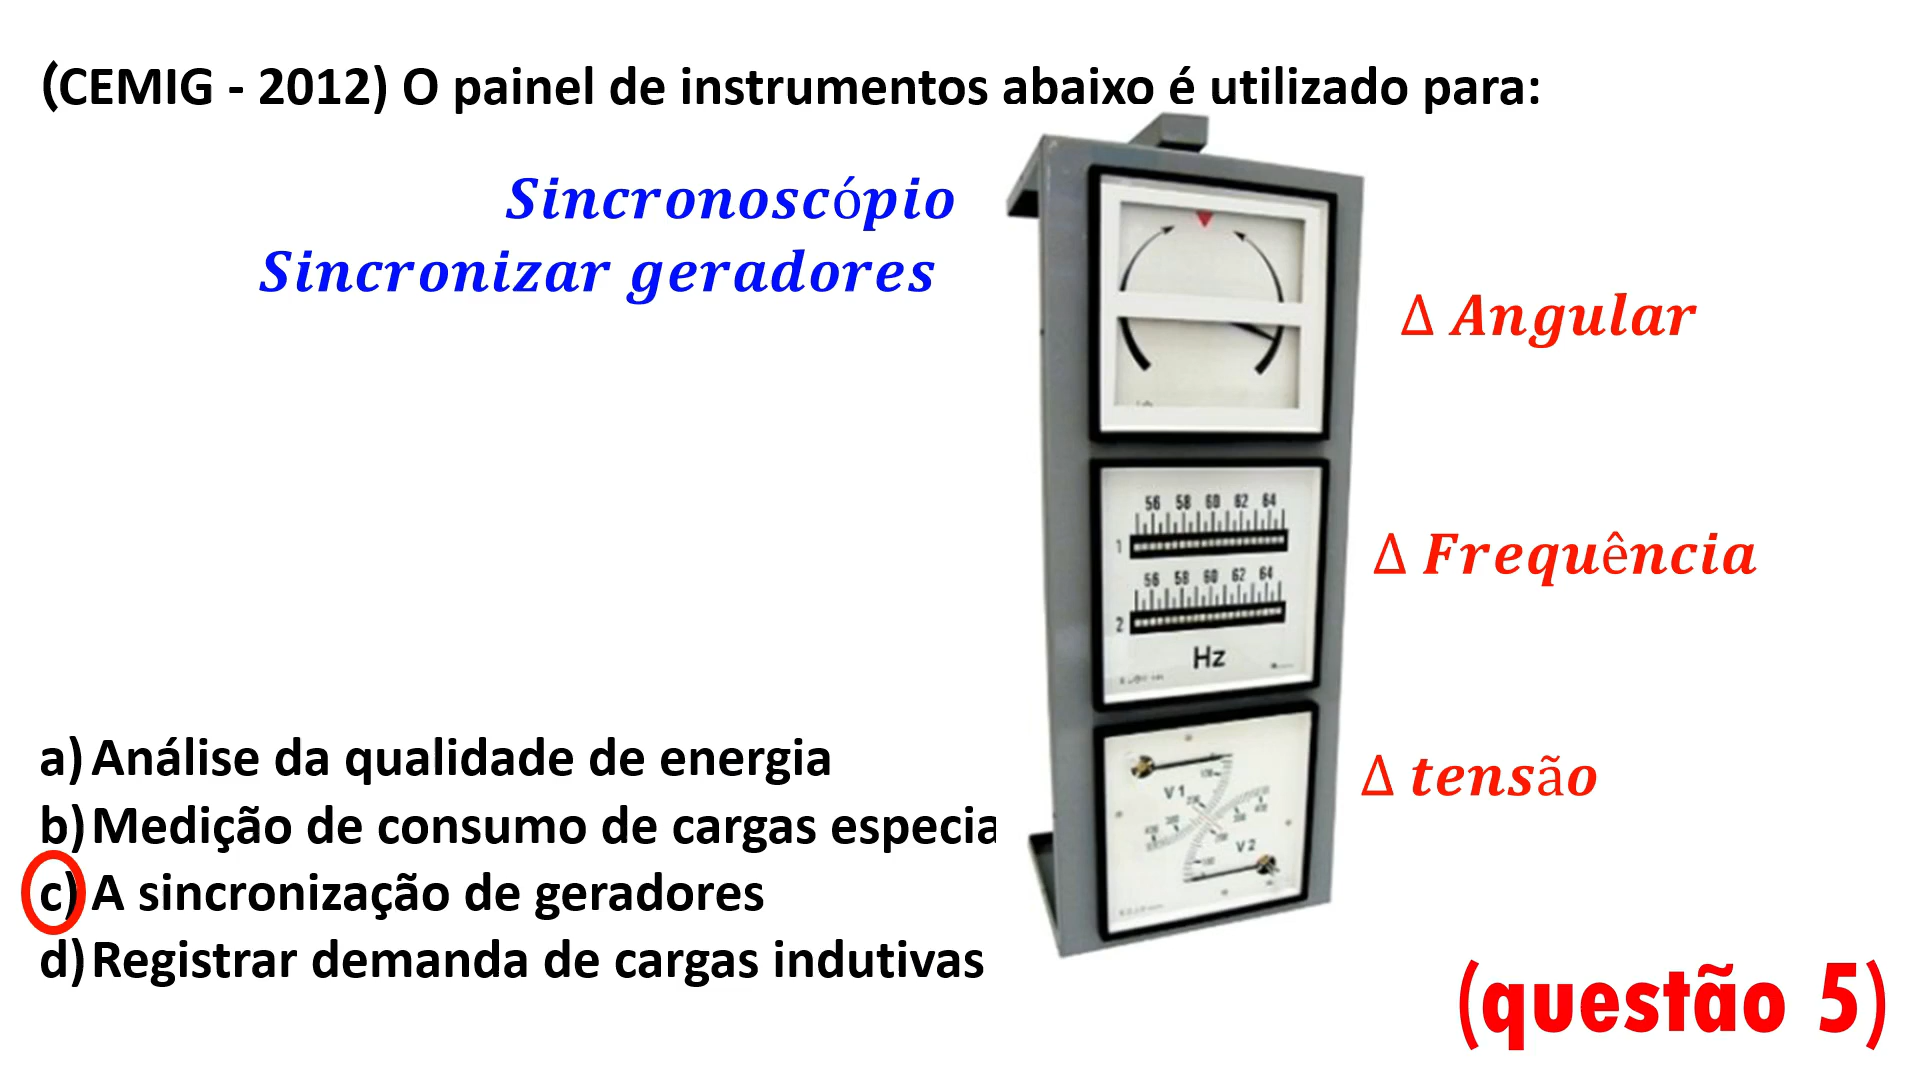 (CEMIG - 2012) O painel de instrumentos abaixo é utilizado para:
Sincronoscópio
Sincronizar geradores
Δ Angular
56 58 60 62 64
1
56 58 60 62 64
2
Hz
Δ Frequência
V1
V2
Δ tensão
a) Análise da qualidade de energia
b) Medição de consumo de cargas especia
c) A sincronização de geradores
d) Registrar demanda de cargas indutivas
(questão 5)